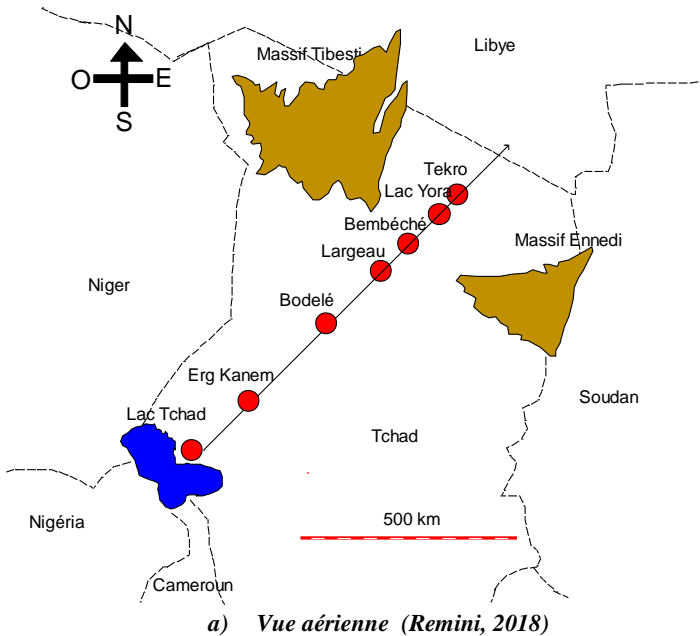 N
Massif Tibesti
Libye
O
E
S
Tekro
Lac Yora
Bembéché
Massif Ennedi
Largeau
Niger
Bodelé
Erg Kanem
Soudan
Lac Tchad
Tchad
500 km
Nigéria
Cameroun
a) Vue aérienne (Remini, 2018)